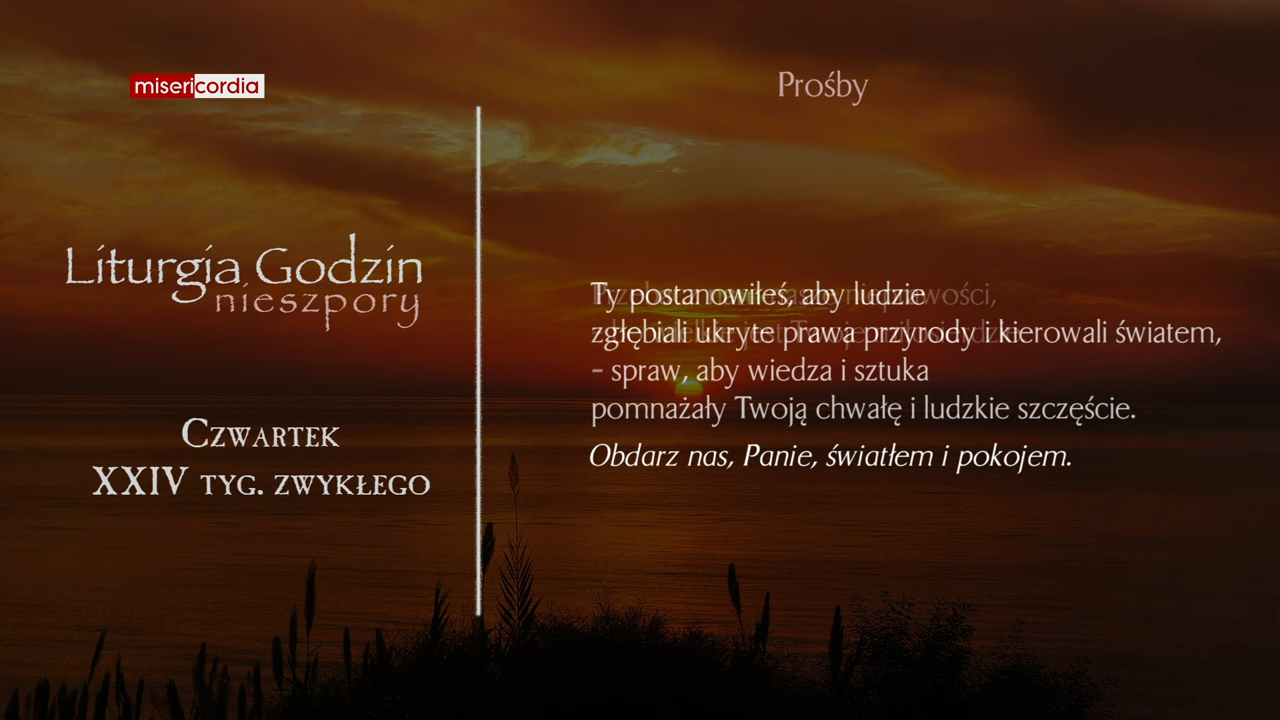 misericordia
Prośby
Liturgia Godzin
nieszpory
Czwartek
XXIV tyg. zwykłego
Ty postanowiłeś, aby ludzie
zgłębiali ukryte prawa przyrody i kierowali światem,
- spraw, aby wiedza i sztuka
pomnażały Twoją chwałę i ludzkie szczęście.
Obdarz nas, Panie, światłem i pokojem.